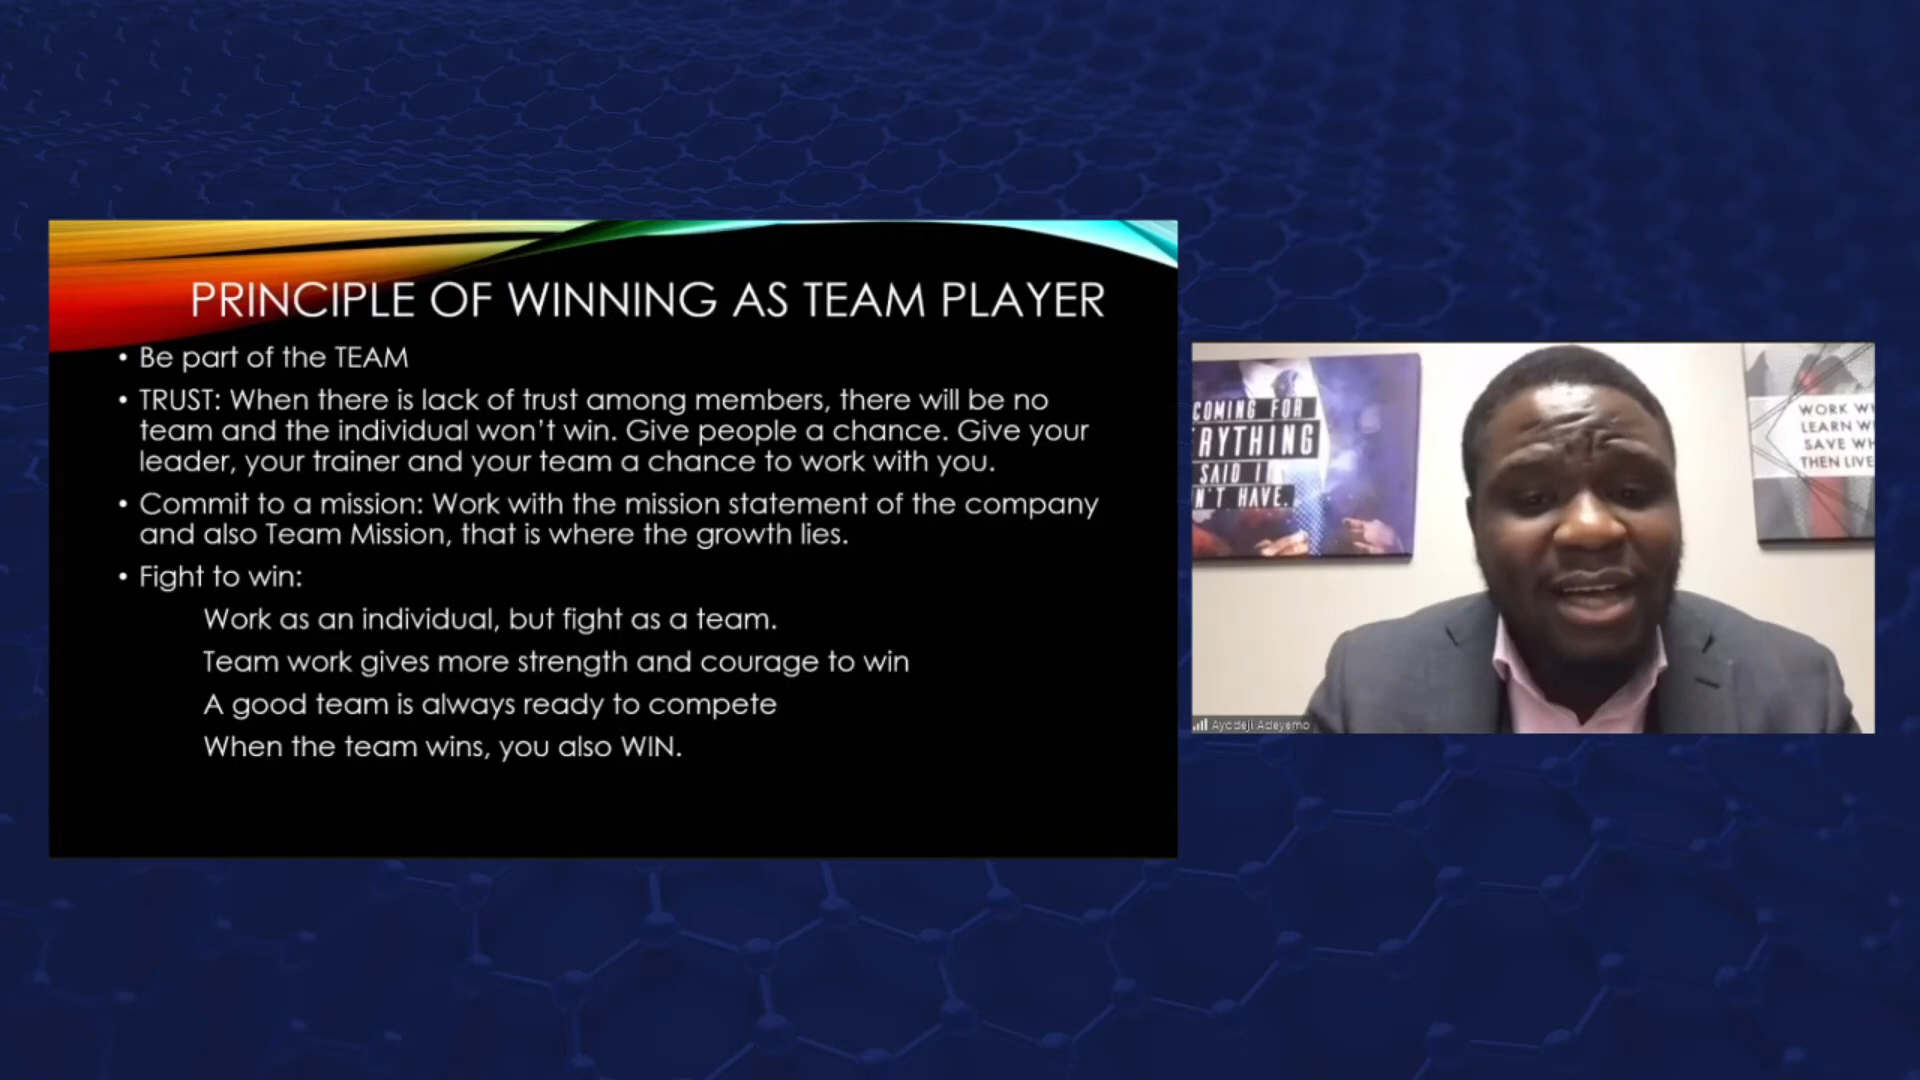 PRINCIPLE OF WINNING AS TEAM PLAYER
• Be part of the TEAM
• TRUST: When there is lack of trust among members, there will be no
team and the individual won't win. Give people a chance. Give your
leader, your trainer and your team a chance to work with you.
• Commit to a mission: Work with the mission statement of the company
and also Team Mission, that is where the growth lies.
• Fight to win:
Work as an individual, but fight as a team.
Team work gives more strength and courage to win
A good team is always ready to compete
When the team wins, you also WIN.
COMING FOR
RYTHING
SAID I
N'T HAVE.
WORK W
LEARN W
SAVE WH
THEN LIVE
Ayodeji Adeyemo